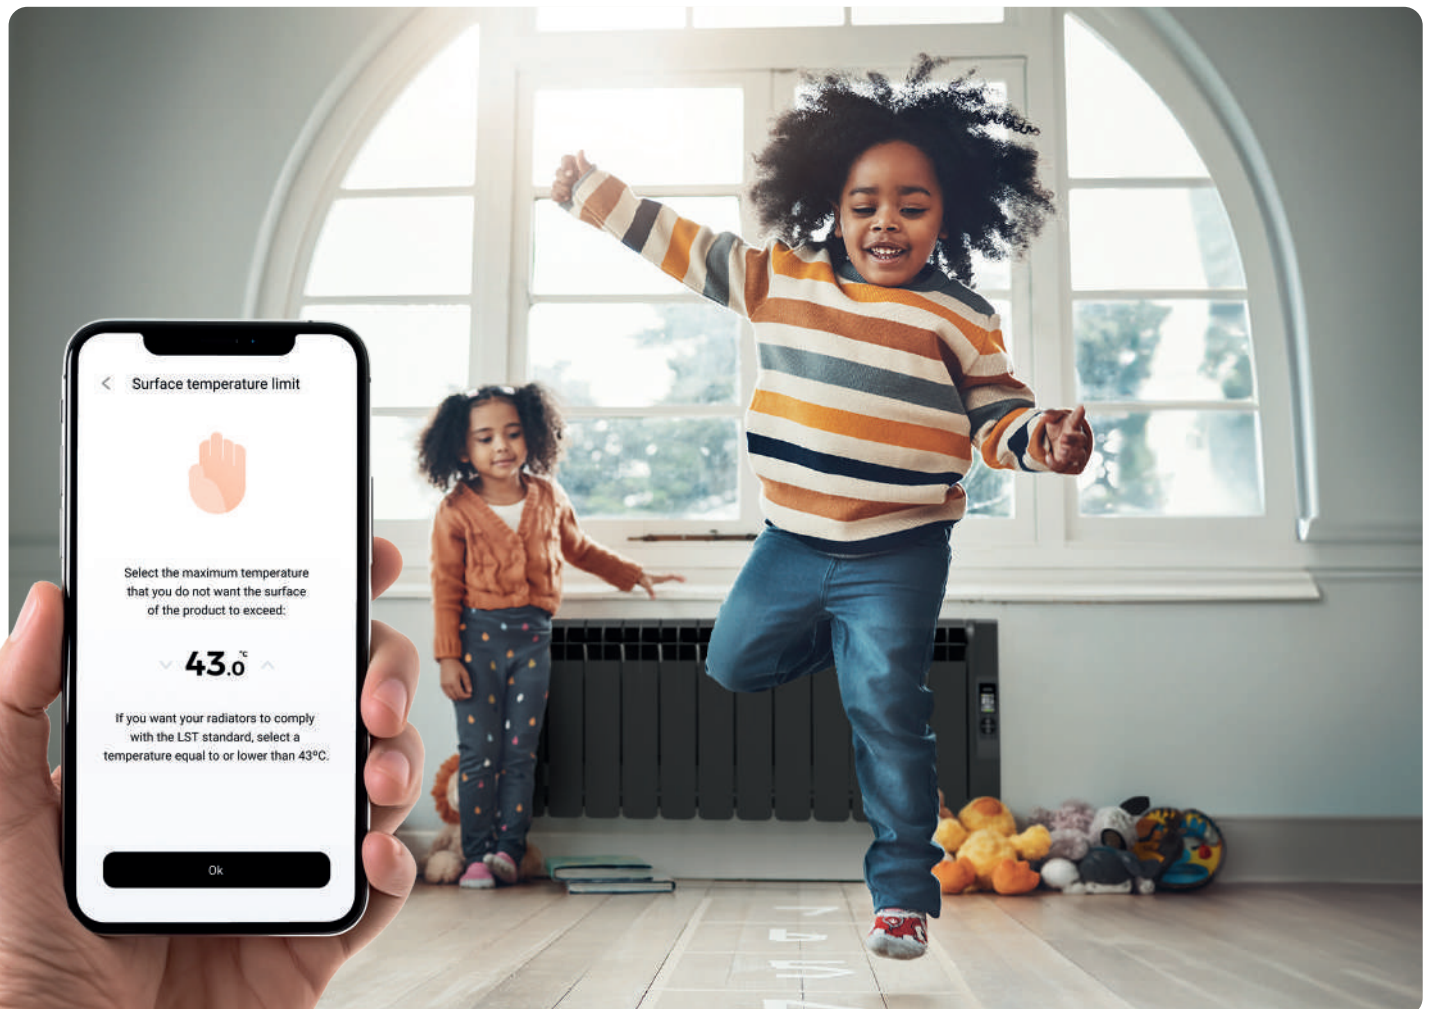 Surface temperature limit
Select the maximum temperature
that you do not want the surface
of the product to exceed:
43.0 °C
If you want your radiators to comply
with the LST standard, select a
temperature equal to or lower than 43ºC.
Ok